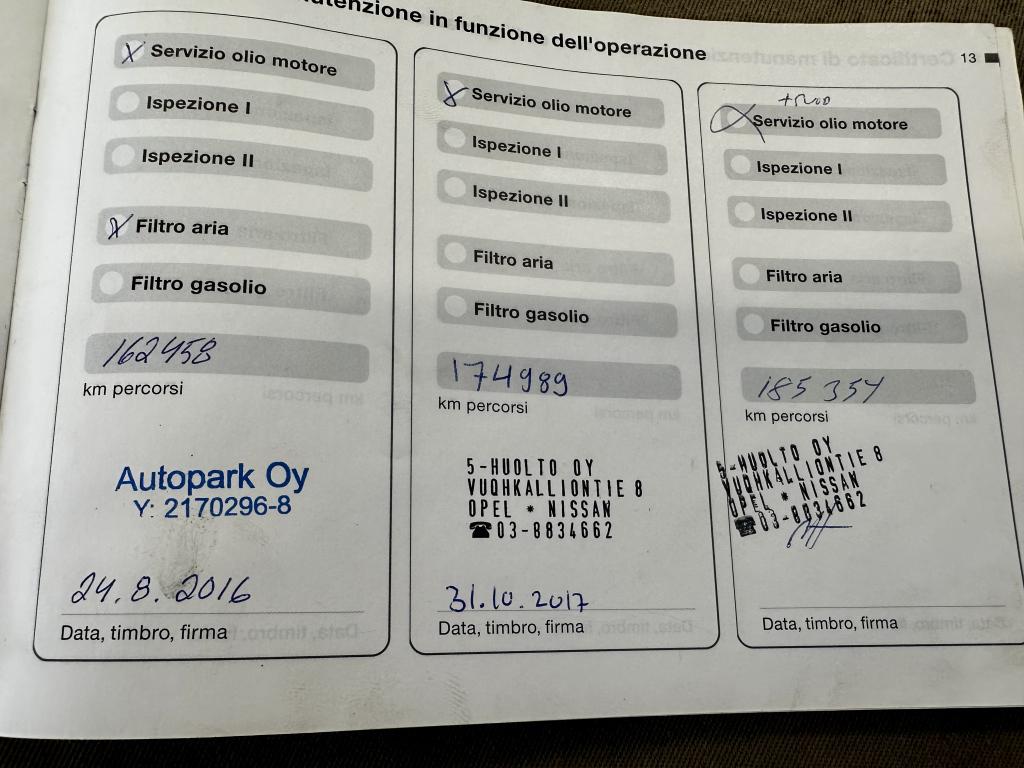 manutenzione in funzione dell'operazione
13
X Servizio olio motore
Ispezione I
Ispezione II
X Filtro aria
Filtro gasolio
162458
km percorsi
Autopark Oy
Y: 2170296-8
24.8.2016
Data, timbro, firma
X Servizio olio motore
Ispezione I
Ispezione II
Filtro aria
Filtro gasolio
174989
km percorsi
5-HUOLTO OY
VUOHKALLIONTIE 8
OPEL * NISSAN
☎03-8834662
31.10.2017
Data, timbro, firma
X Servizio olio motore
Ispezione I
Ispezione II
Filtro aria
Filtro gasolio
185 354
km percorsi
5-HUOLTO OY
VUOHKALLIONTIE 8
OPEL * NISSAN
☎03-8834662
Data, timbro, firma